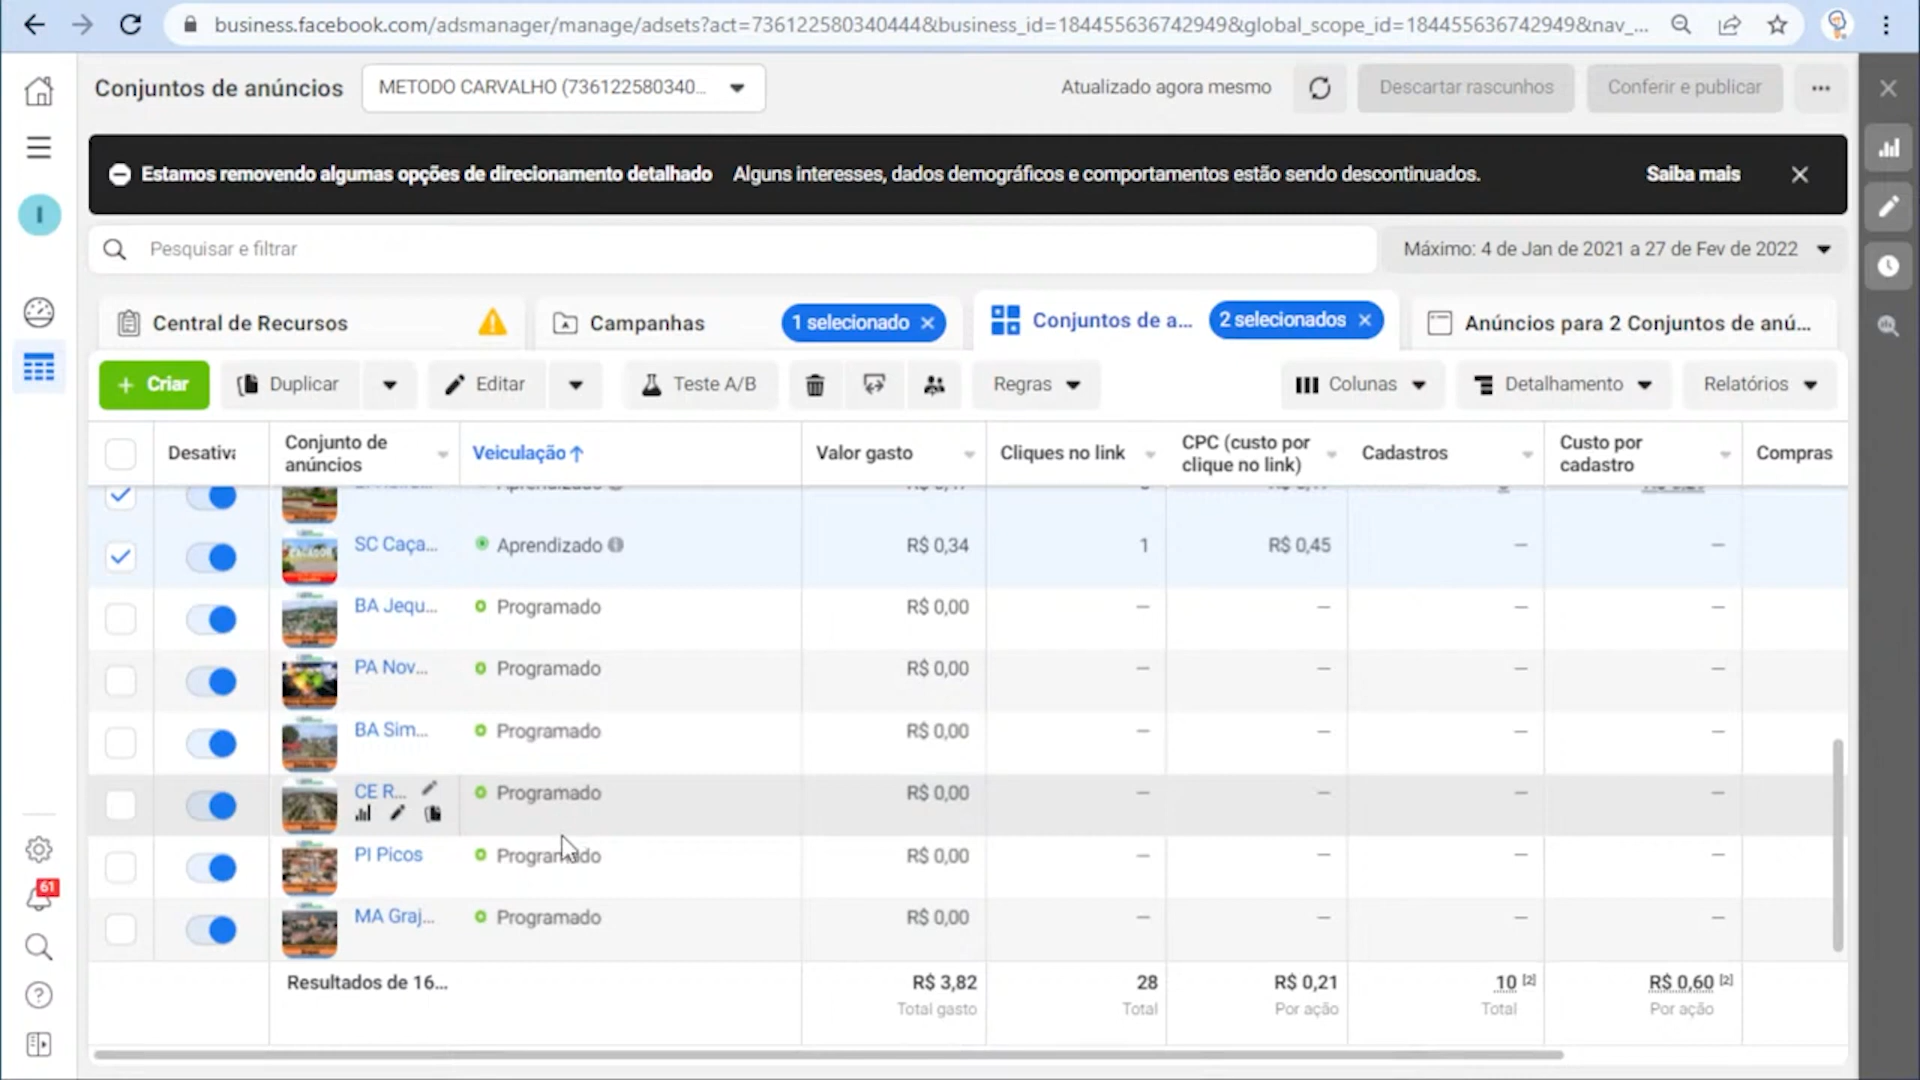 business.facebook.com/adsmanager/manage/adsets?act=736122580340444&business_id=184455636742949&global_scope_id=184455636742949&nav_...
Conjuntos de anúncios
METODO CARVALHO (736122580340...
Atualizado agora mesmo
Descartar rascunhos
Conferir e publicar
Estamos removendo algumas opções de direcionamento detalhado
Alguns interesses, dados demográficos e comportamentos estão sendo descontinuados.
Saiba mais
I
Pesquisar e filtrar
Máximo: 4 de Jan de 2021 a 27 de Fev de 2022
Central de Recursos
Campanhas
1 selecionado
Conjuntos de a...
2 selecionados
Anúncios para 2 Conjuntos de anú...
+ Criar
Duplicar
Editar
Teste A/B
Regras
Colunas
Detalhamento
Relatórios
Desativa
Conjunto de
anúncios
Veiculação
Valor gasto
Cliques no link
CPC (custo por
clique no link)
Cadastros
Custo por
cadastro
Compras
SC Caça... Aprendizado R$ 0,34 1 R$ 0,45 — —
BA Jequ... Programado R$ 0,00 — — — —
PA Nov... Programado R$ 0,00 — — — —
BA Sim... Programado R$ 0,00 — — — —
CE R... Programado R$ 0,00 — — — —
PI Picos Programado R$ 0,00 — — — —
MA Graj... Programado R$ 0,00 — — — —
Resultados de 16... R$ 3,82 28 R$ 0,21 10 [2] R$ 0,60 [2]
Total gasto Total Por ação Total Por ação
61